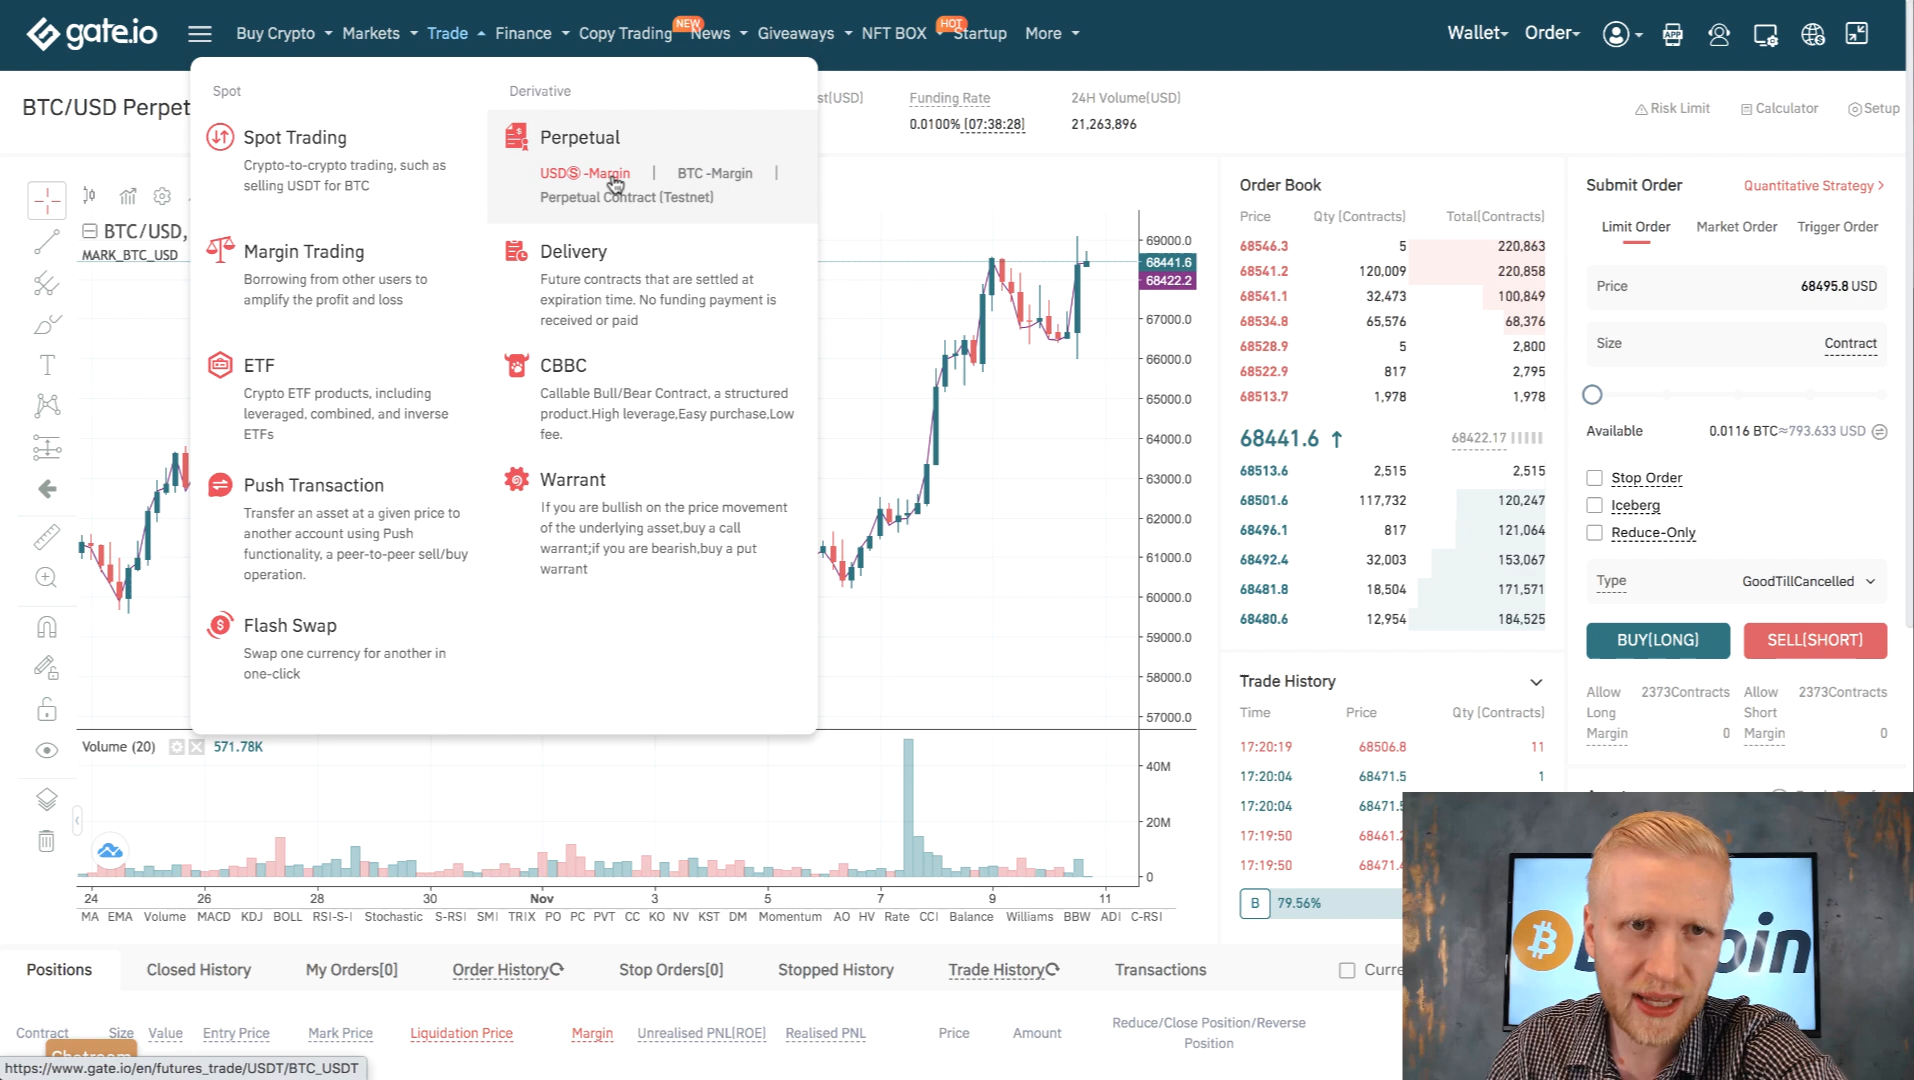 gate.io
Buy Crypto
Markets
Trade
Finance
Copy Trading
NEW
News
Giveaways
NFT BOX
HOT
Startup
More
Wallet
Order
APP
BTC/USD Perpet
st(USD)
Funding Rate
0.0100% [07:38:28]
24H Volume(USD)
21,263,896
Risk Limit
Calculator
Setup
Spot
Spot Trading
Crypto-to-crypto trading, such as
selling USDT for BTC
Margin Trading
Borrowing from other users to
amplify the profit and loss
ETF
Crypto ETF products, including
leveraged, combined, and inverse
ETFs
Push Transaction
Transfer an asset at a given price to
another account using Push
functionality, a peer-to-peer sell/buy
operation.
Flash Swap
Swap one currency for another in
one-click
Derivative
Perpetual
USDⓈ -Margin | BTC -Margin |
Perpetual Contract (Testnet)
Delivery
Future contracts that are settled at
expiration time. No funding payment is
received or paid
CBBC
Callable Bull/Bear Contract, a structured
product.High leverage,Easy purchase,Low
fee.
Warrant
If you are bullish on the price movement
of the underlying asset,buy a call
warrant;if you are bearish,buy a put
warrant
BTC/USD,
MARK_BTC_USD
69000.0
68441.6
68422.2
67000.0
66000.0
65000.0
64000.0
63000.0
62000.0
61000.0
60000.0
59000.0
58000.0
57000.0
Volume (20)
571.78K
40M
20M
0
24 26 28 30 Nov 3 5 7 9 11
MA EMA Volume MACD KDJ BOLL RSI-S-I Stochastic S-RSI SMI TRIX PO PC PVT CC KO NV KST DM Momentum AO HV Rate CCI Balance Williams BBW ADI C-RSI
Order Book
Price Qty (Contracts) Total(Contracts)
68546.3 5 220,863
68541.2 120,009 220,858
68541.1 32,473 100,849
68534.8 65,576 68,376
68528.9 5 2,800
68522.9 817 2,795
68513.7 1,978 1,978
68441.6 ↑ 68422.17
68513.6 2,515 2,515
68501.6 117,732 120,247
68496.1 817 121,064
68492.4 32,003 153,067
68481.8 18,504 171,571
68480.6 12,954 184,525
Trade History
Time Price Qty (Contracts)
17:20:19 68506.8 11
17:20:04 68471.5 1
17:20:04 68471.5
17:19:50 68461.
17:19:50 68471.
B 79.56%
Submit Order
Quantitative Strategy >
Limit Order
Market Order
Trigger Order
Price 68495.8 USD
Size Contract
Available 0.0116 BTC≈793.633 USD
Stop Order
Iceberg
Reduce-Only
Type GoodTillCancelled
BUY(LONG)
SELL(SHORT)
Allow 2373Contracts Allow 2373Contracts
Long Short
Margin 0 Margin 0
Positions
Closed History
My Orders[0]
Order History
Stop Orders[0]
Stopped History
Trade History
Transactions
Curre
Contract
Size
Value
Entry Price
Mark Price
Liquidation Price
Margin
Unrealised PNL(ROE)
Realised PNL
Price
Amount
Reduce/Close Position/Reverse
Position
Chatroom
https://www.gate.io/en/futures_trade/USDT/BTC_USDT